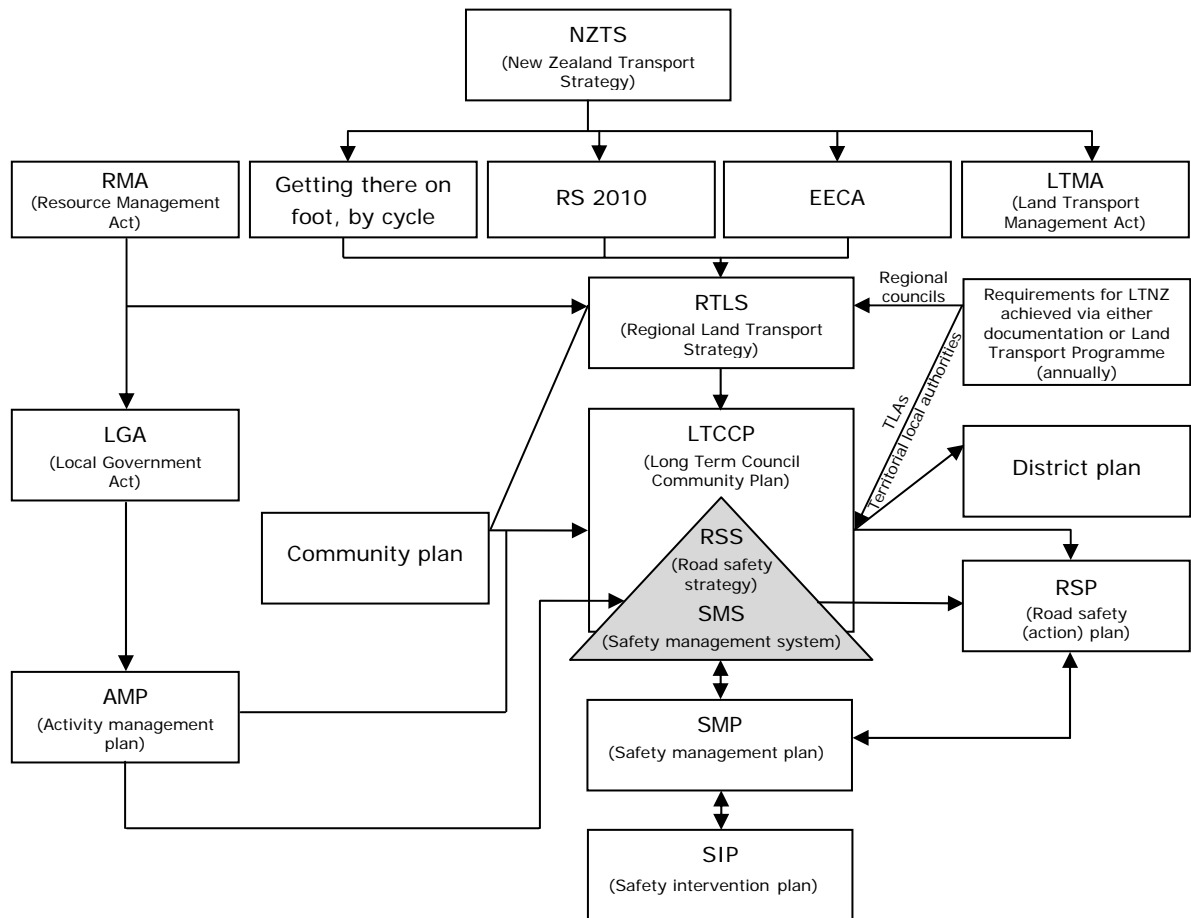 NZTS
(New Zealand Transport
Strategy)
RMA
(Resource Management
Act)
Getting there on
foot, by cycle
RS 2010
EECA
LTMA
(Land Transport
Management Act)
RTLS
(Regional Land Transport
Strategy)
Regional
councils
Requirements for LTNZ
achieved via either
documentation or Land
Transport Programme
(annually)
TLAs
Territorial local authorities
LGA
(Local Government
Act)
LTCCP
(Long Term Council
Community Plan)
District plan
Community plan
RSS
(Road safety
strategy)
SMS
(Safety management system)
RSP
(Road safety
(action) plan)
AMP
(Activity management
plan)
SMP
(Safety management plan)
SIP
(Safety intervention plan)